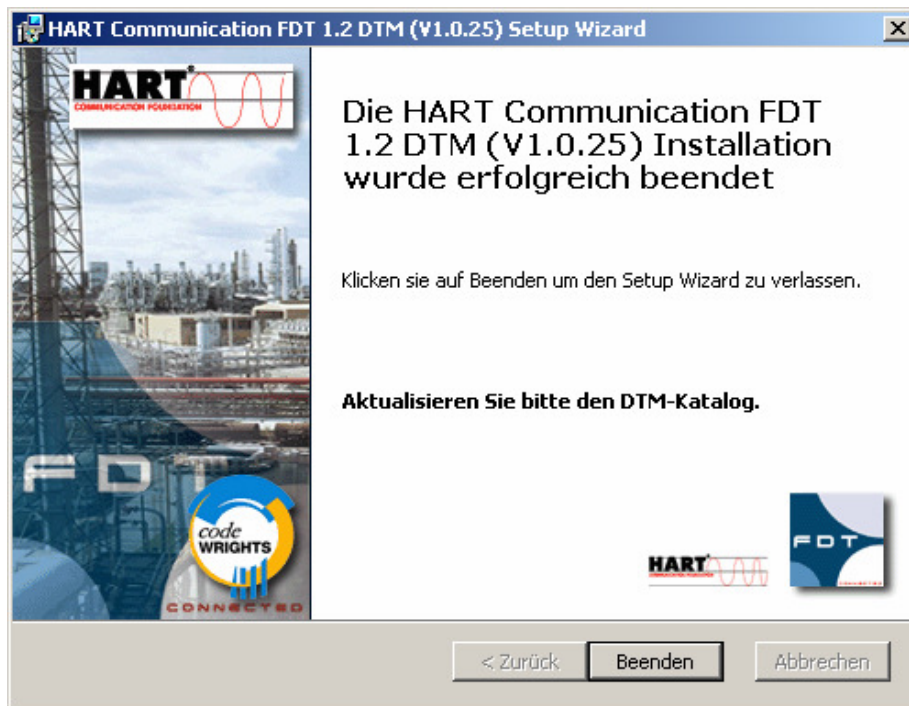 HART Communication FDT 1.2 DTM (V1.0.25) Setup Wizard
HART
COMMUNICATION FOUNDATION
Die HART Communication FDT
1.2 DTM (V1.0.25) Installation
wurde erfolgreich beendet
Klicken sie auf Beenden um den Setup Wizard zu verlassen.
Aktualisieren Sie bitte den DTM-Katalog.
FDT
code
WRIGHTS
CONNECTED
HART
FDT
< Zurück
Beenden
Abbrechen